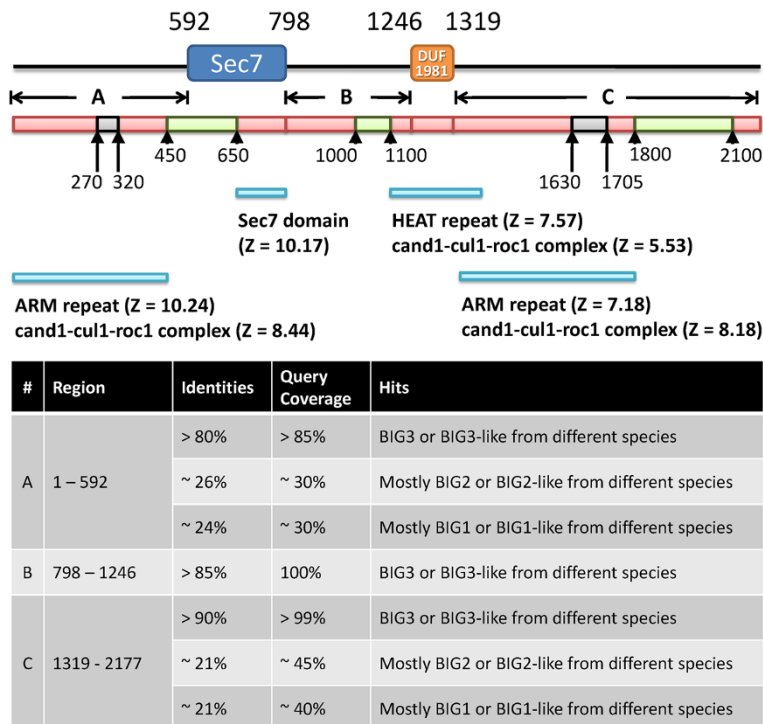 592 798 1246 1319
Sec7
DUF
1981
A B C
270 320 450 650 1000 1100 1630 1705 1800 2100
Sec7 domain
(Z = 10.17)
HEAT repeat (Z = 7.57)
cand1-cul1-roc1 complex (Z = 5.53)
ARM repeat (Z = 10.24)
cand1-cul1-roc1 complex (Z = 8.44)
ARM repeat (Z = 7.18)
cand1-cul1-roc1 complex (Z = 8.18)
# Region Identities Query Coverage Hits
A 1 – 592 > 80% > 85% BIG3 or BIG3-like from different species
~ 26% ~ 30% Mostly BIG2 or BIG2-like from different species
~ 24% ~ 30% Mostly BIG1 or BIG1-like from different species
B 798 – 1246 > 85% 100% BIG3 or BIG3-like from different species
C 1319 - 2177 > 90% > 99% BIG3 or BIG3-like from different species
~ 21% ~ 45% Mostly BIG2 or BIG2-like from different species
~ 21% ~ 40% Mostly BIG1 or BIG1-like from different species